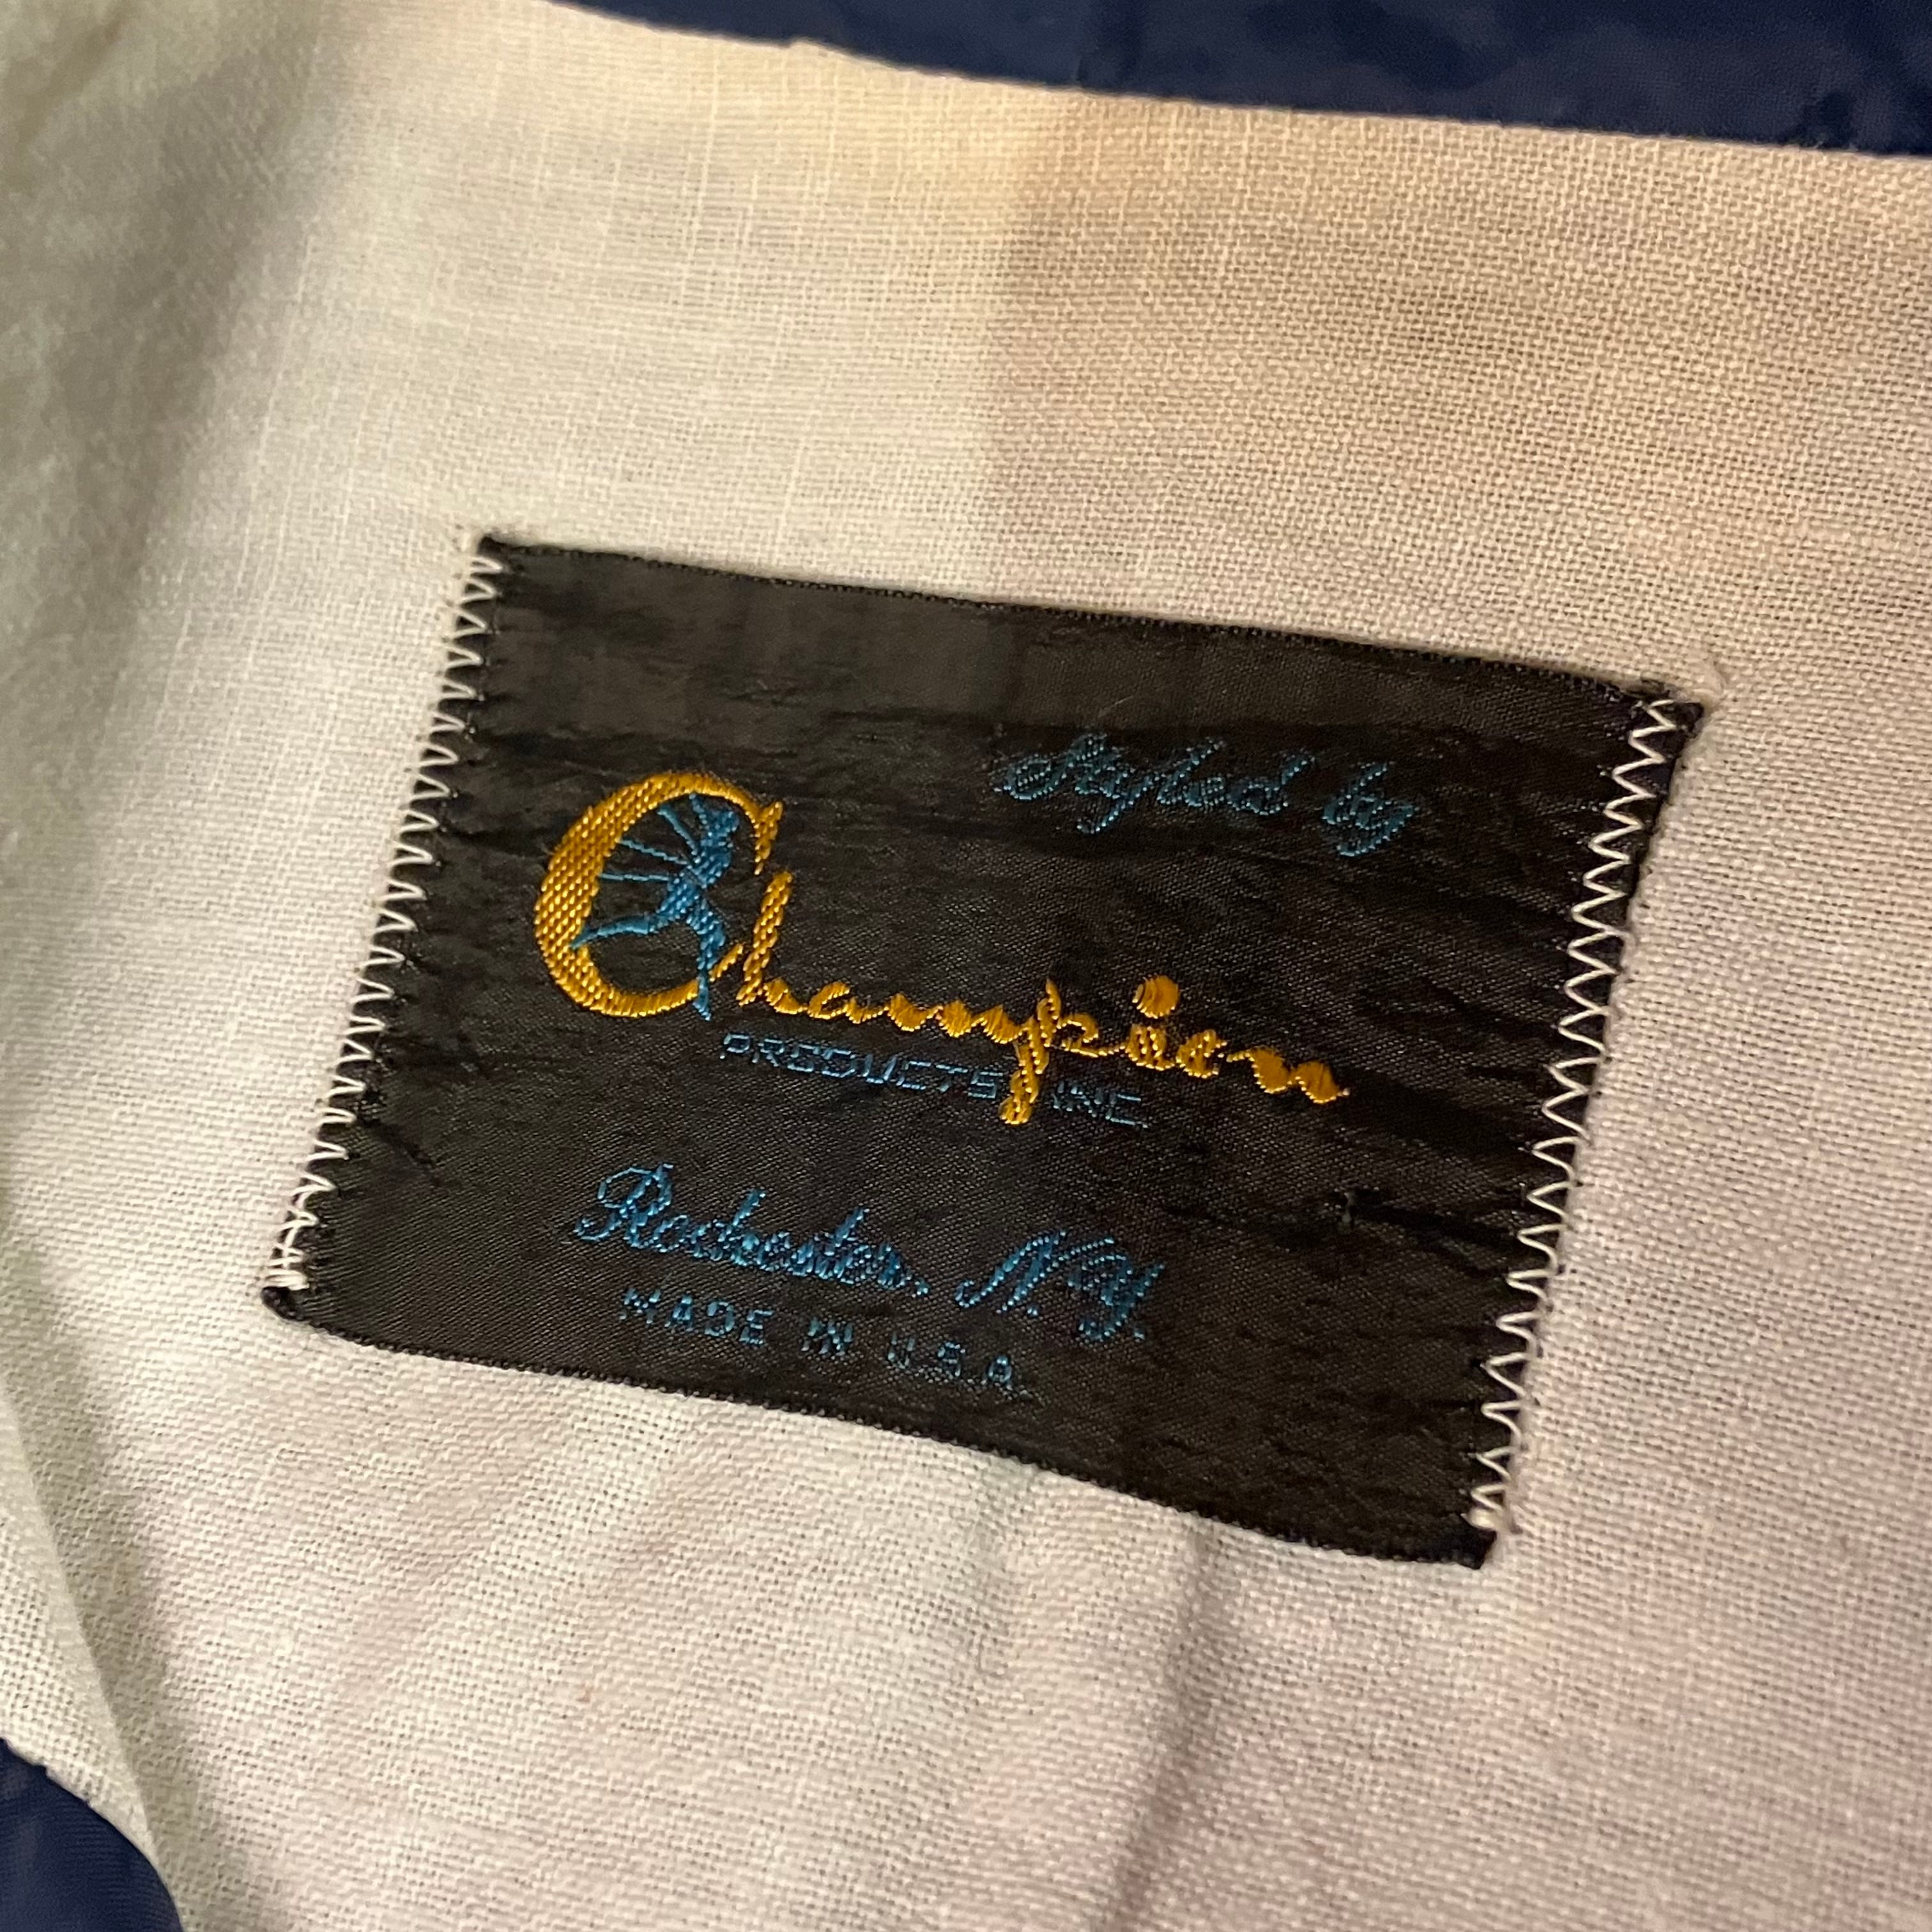 Styled by
Champion
PRODUCTS, INC.
Rochester, N.Y.
MADE IN U.S.A.